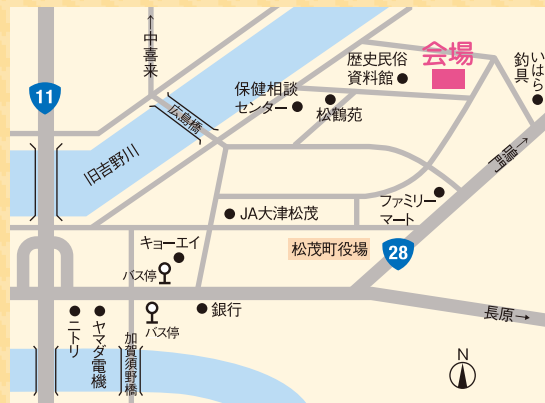 ↑中喜来
会場
歴史民俗
資料館
いはら
釣具
保健相談
センター
松鶴苑
11
広島橋
旧吉野川
鳴門→
ファミリー
マート
JA大津松茂
キョーエイ
松茂町役場
28
バス停
銀行
長原→
バス停
ニトリ
ヤマダ電機
加賀須野橋
N